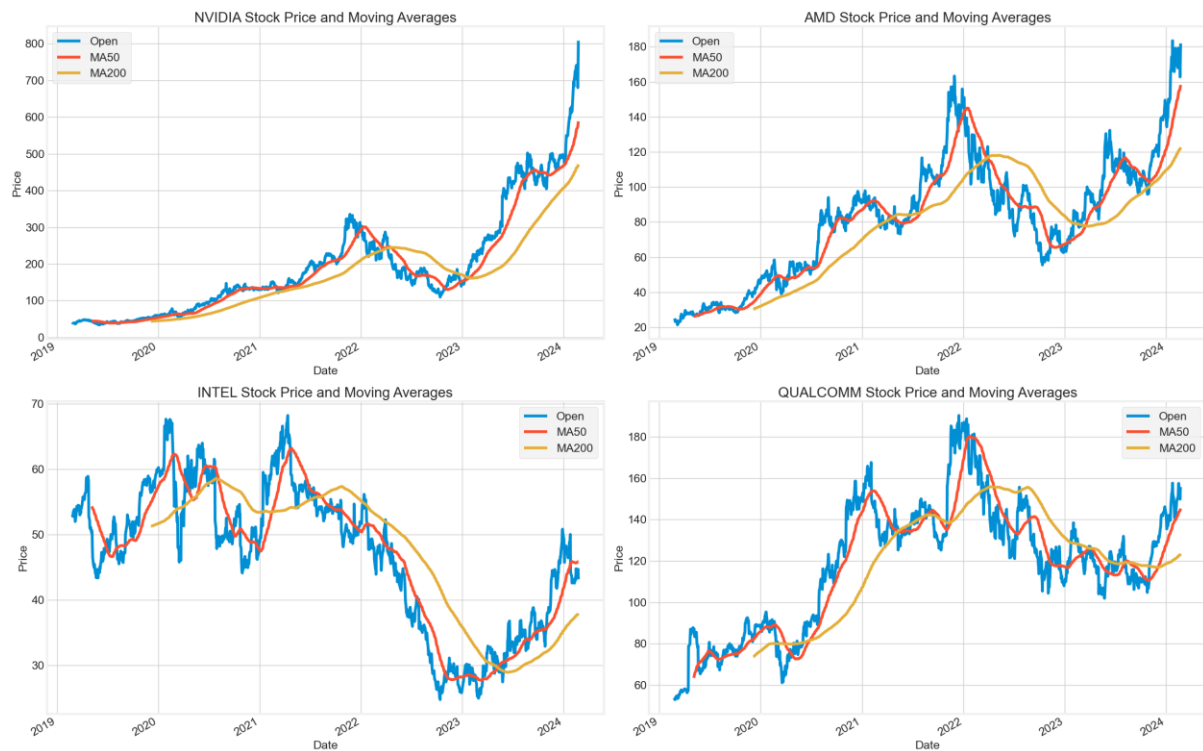 NVIDIA Stock Price and Moving Averages
Open
MA50
MA200
Price
800
700
600
500
400
300
200
100
0
2019
2020
2021
2022
2023
2024
Date
AMD Stock Price and Moving Averages
Open
MA50
MA200
Price
180
160
140
120
100
80
60
40
20
2019
2020
2021
2022
2023
2024
Date
INTEL Stock Price and Moving Averages
Open
MA50
MA200
Price
70
60
50
40
30
2019
2020
2021
2022
2023
2024
Date
QUALCOMM Stock Price and Moving Averages
Open
MA50
MA200
Price
180
160
140
120
100
80
60
2019
2020
2021
2022
2023
2024
Date